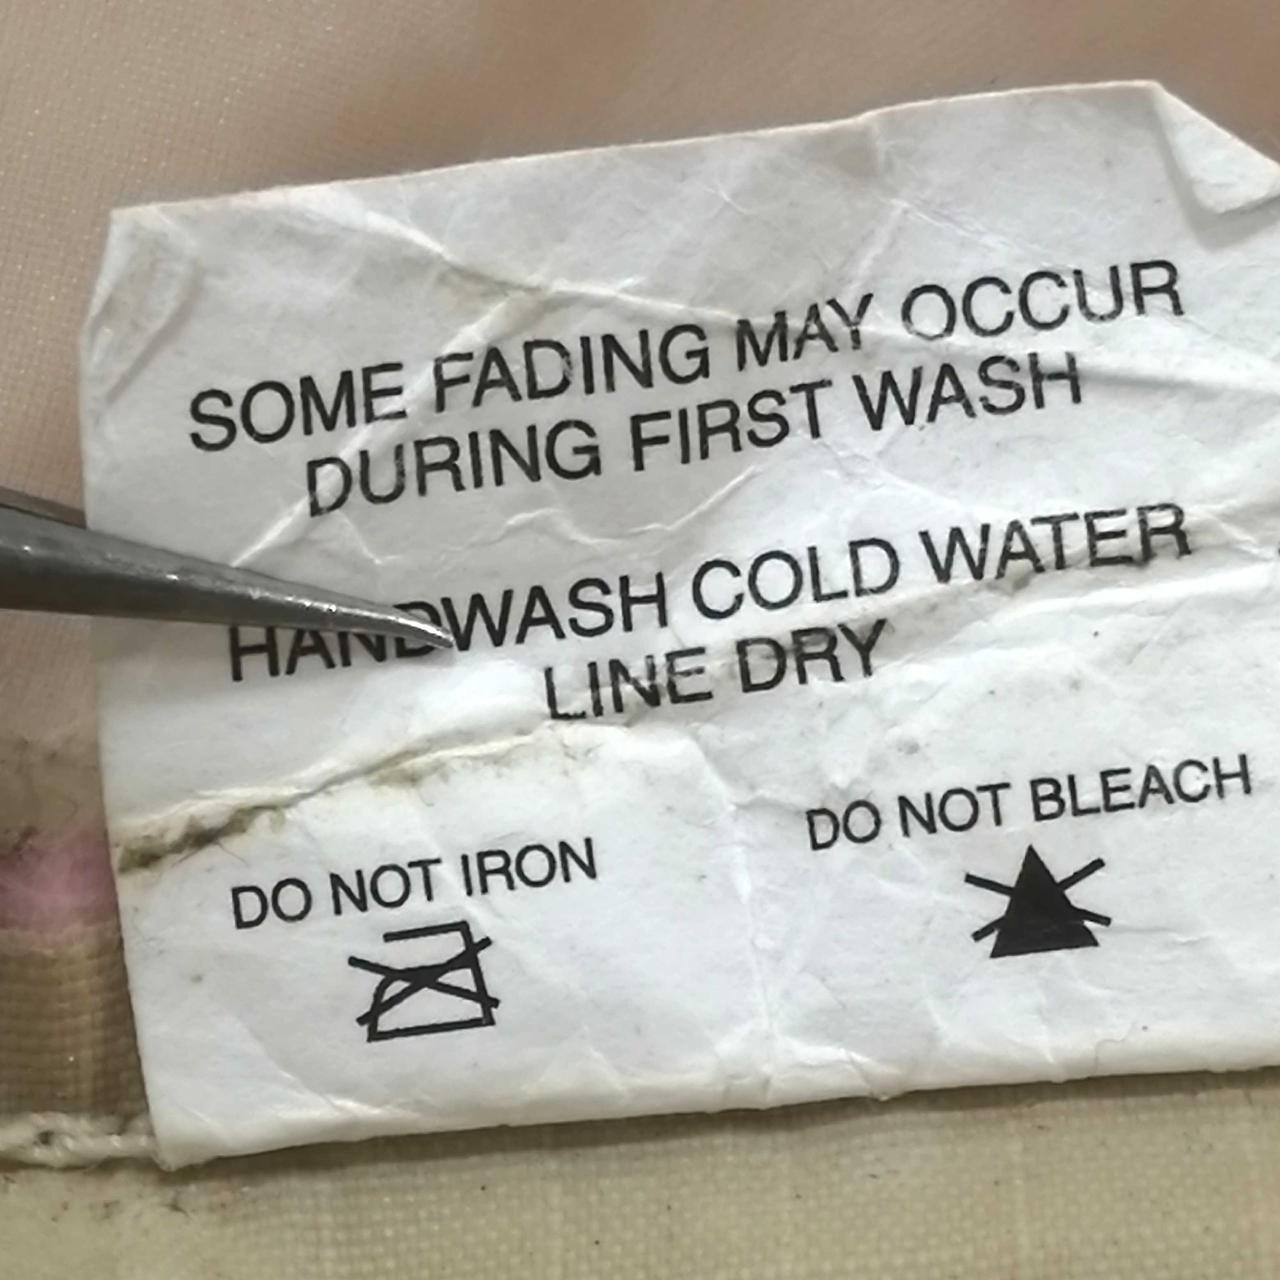 SOME FADING MAY OCCUR
DURING FIRST WASH
HANDWASH COLD WATER
LINE DRY
DO NOT IRON
DO NOT BLEACH